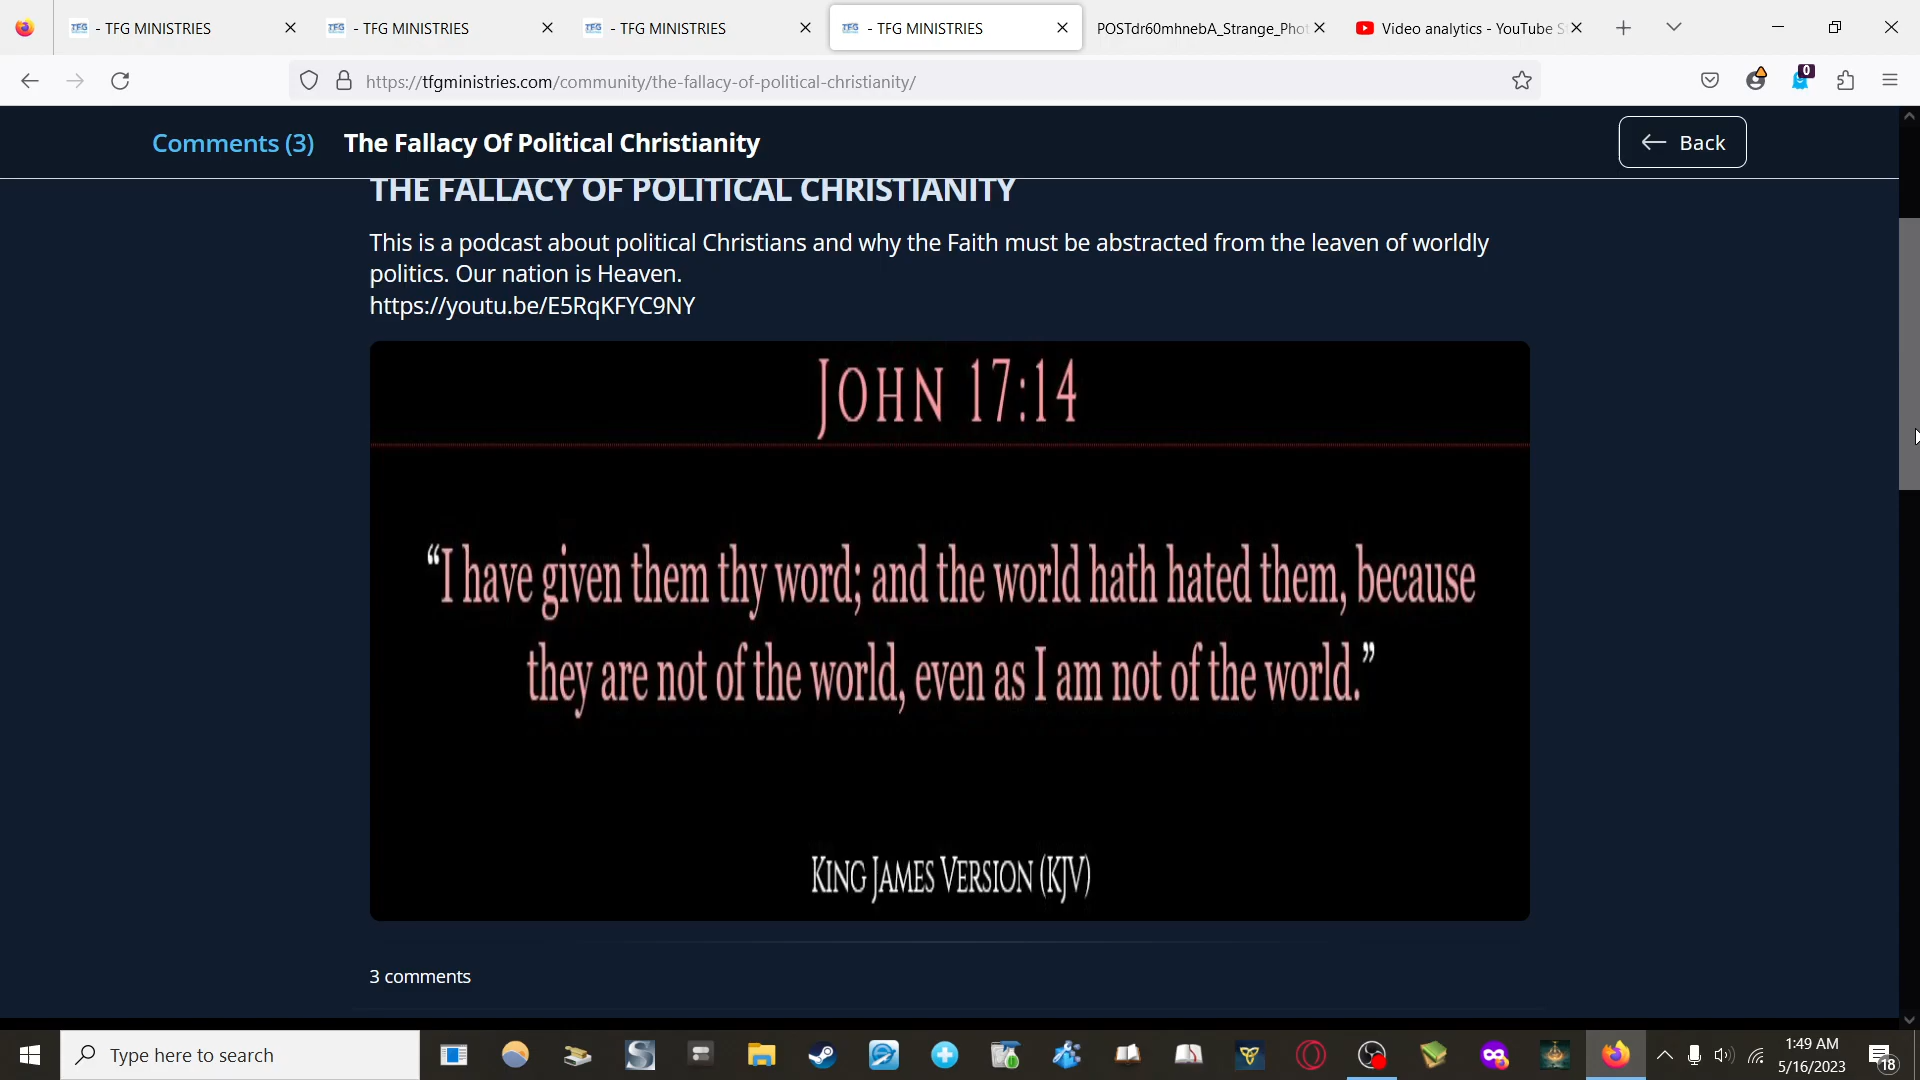 - TFG MINISTRIES
- TFG MINISTRIES
- TFG MINISTRIES
- TFG MINISTRIES
POSTdr60mhnebA_Strange_Phot
Video analytics - YouTube S
https://tfgministries.com/community/the-fallacy-of-political-christianity/
0
Comments (3)
The Fallacy Of Political Christianity
Back
THE FALLACY OF POLITICAL CHRISTIANITY
This is a podcast about political Christians and why the Faith must be abstracted from the leaven of worldly
politics. Our nation is Heaven.
https://youtu.be/E5RqKFYC9NY
JOHN 17:14
“I have given them thy word; and the world hath hated them, because
they are not of the world, even as I am not of the world.”
KING JAMES VERSION (KJV)
3 comments
Type here to search
1:49 AM
5/16/2023
18